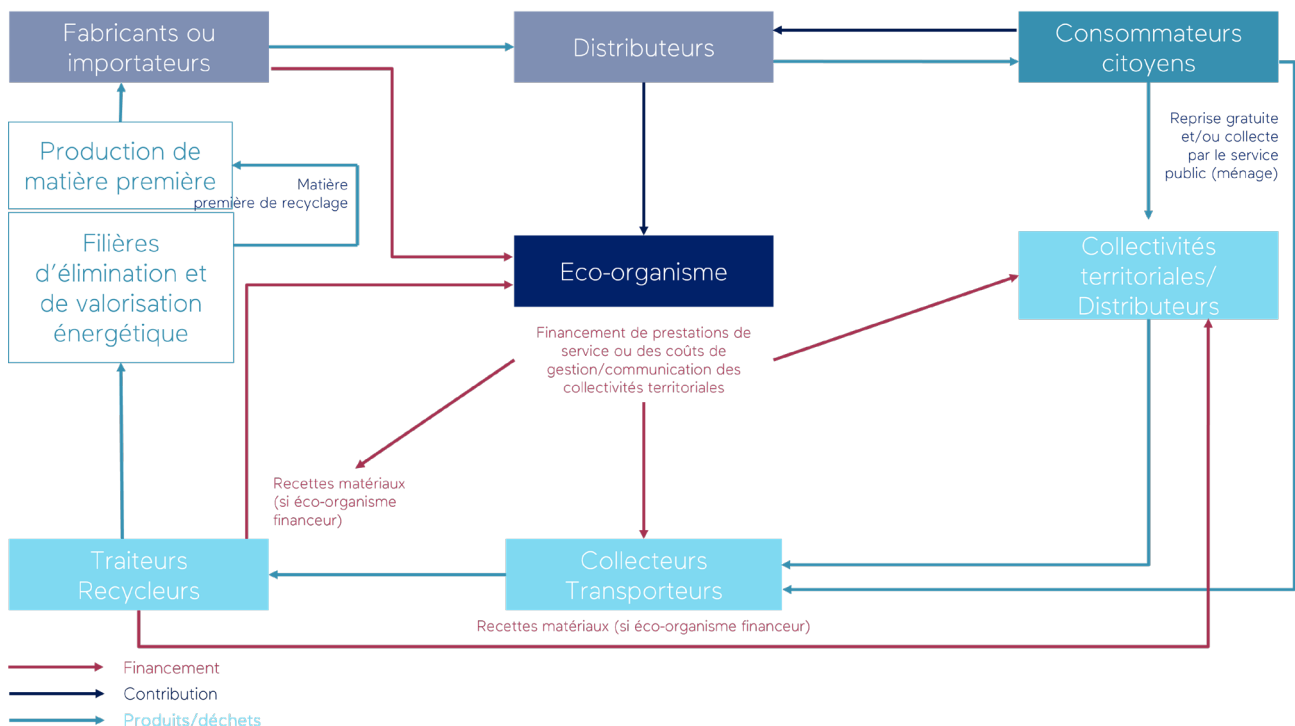 Fabricants ou
importateurs
Distributeurs
Consommateurs
citoyens
Reprise gratuite
et/ou collecte
par le service
public (ménage)
Production de
matière première
Matière
première de recyclage
Filières
d'élimination et
de valorisation
énergétique
Eco-organisme
Collectivités
territoriales/
Distributeurs
Financement de prestations de
service ou des coûts de
gestion/communication des
collectivités territoriales
Recettes matériaux
(si éco-organisme
financeur)
Traiteurs
Recycleurs
Collecteurs
Transporteurs
Recettes matériaux (si éco-organisme financeur)
Financement
Contribution
Produits/déchets